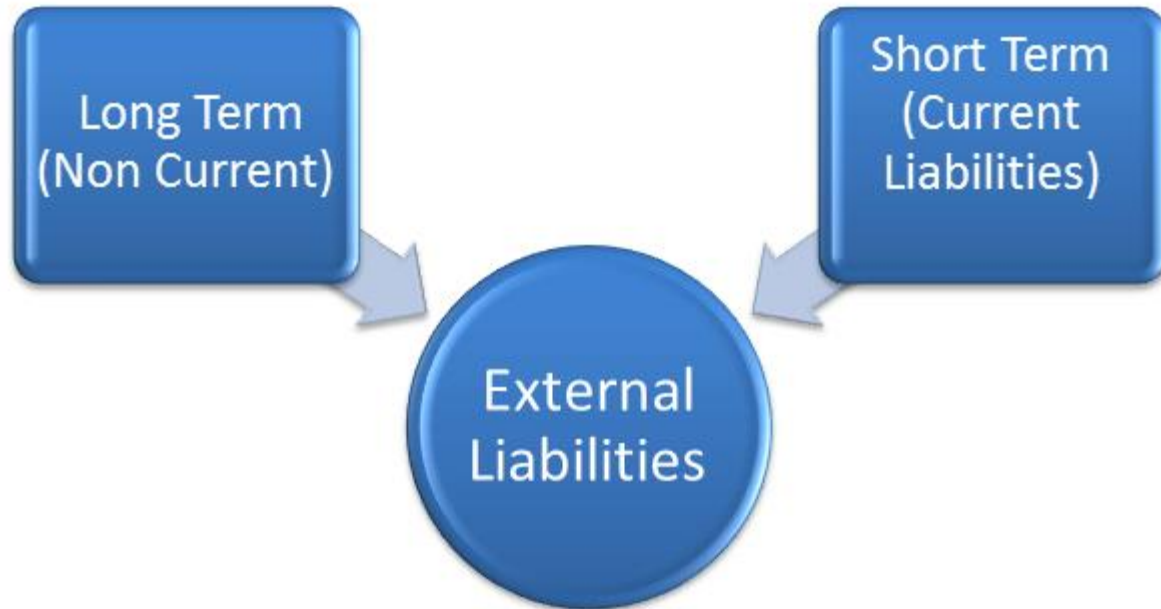 Long Term
(Non Current)
Short Term
(Current
Liabilities)
External
Liabilities